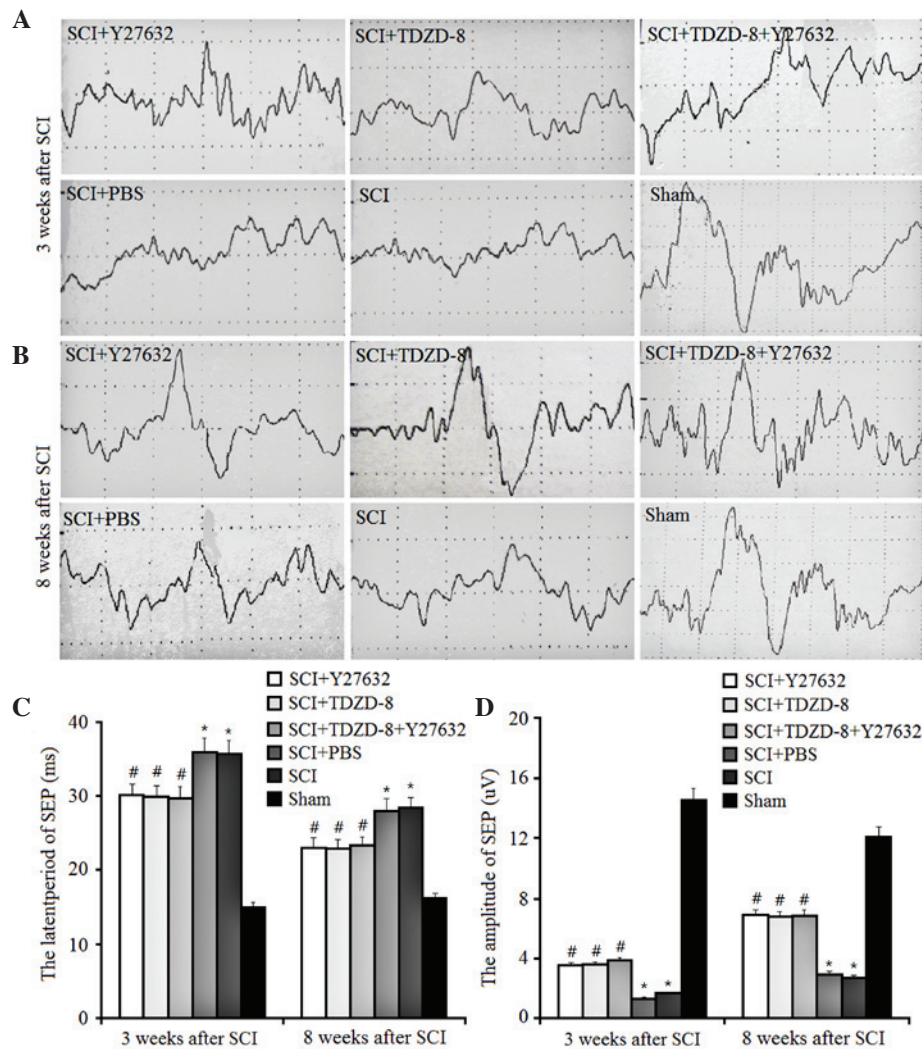 A
SCI+Y27632
SCI+TDZD-8
SCI+TDZD-8+Y27632
3 weeks after SCI
SCI+PBS
SCI
Sham
B
SCI+Y27632
SCI+TDZD-8
SCI+TDZD-8+Y27632
8 weeks after SCI
SCI+PBS
SCI
Sham
C
SCI+Y27632
SCI+TDZD-8
SCI+TDZD-8+Y27632
SCI+PBS
SCI
Sham
The latentperiod of SEP (ms)
40
30
20
10
0
# # # * *
# # # * *
3 weeks after SCI
8 weeks after SCI
D
SCI+Y27632
SCI+TDZD-8
SCI+TDZD-8+Y27632
SCI+PBS
SCI
Sham
The amplitude of SEP (uV)
20
16
12
8
4
0
# # # * *
# # # * *
3 weeks after SCI
8 weeks after SCI